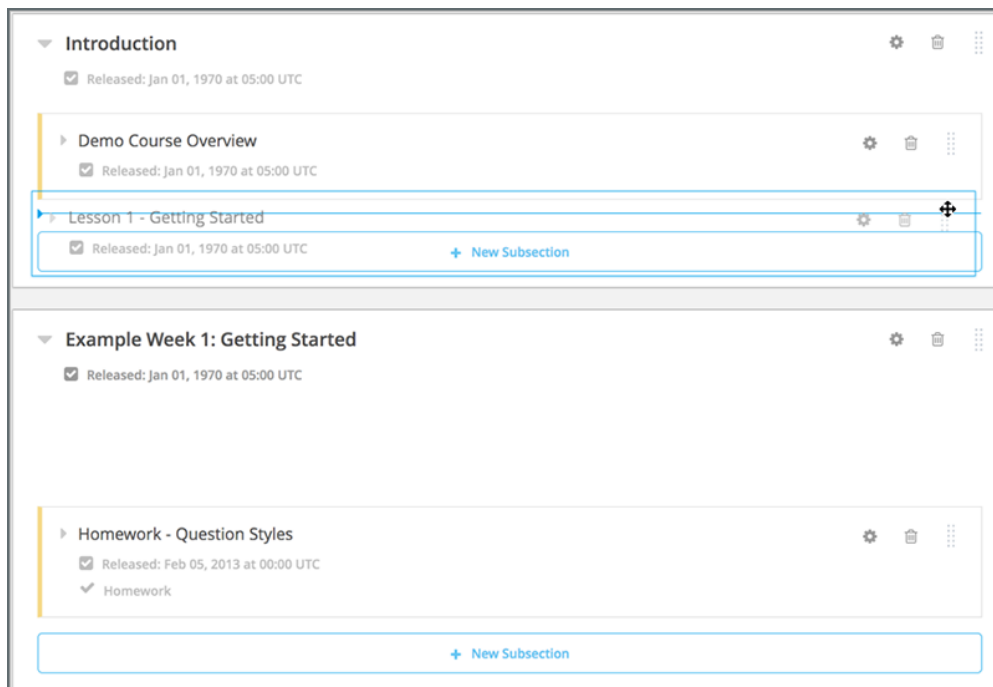 Introduction
Released: Jan 01, 1970 at 05:00 UTC
Demo Course Overview
Released: Jan 01, 1970 at 05:00 UTC
Lesson 1 - Getting Started
Released: Jan 01, 1970 at 05:00 UTC
+ New Subsection
Example Week 1: Getting Started
Released: Jan 01, 1970 at 05:00 UTC
Homework - Question Styles
Released: Feb 05, 2013 at 00:00 UTC
Homework
+ New Subsection